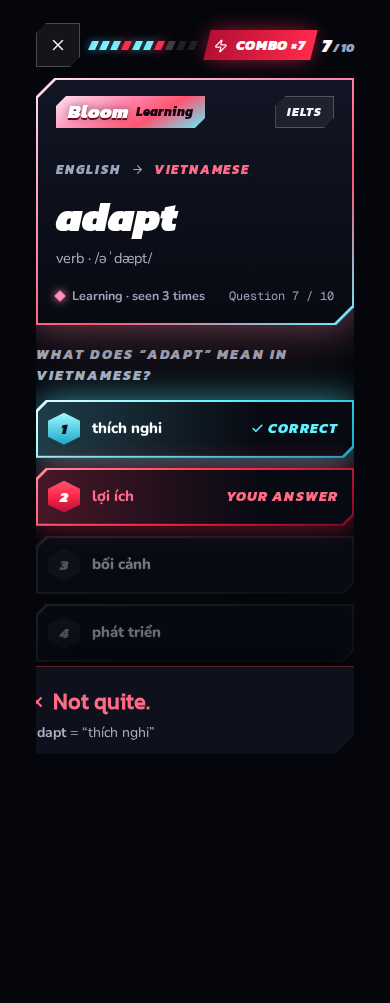 COMBO ×7
7/10
Bloom Learning
IELTS
ENGLISH → VIETNAMESE
adapt
verb · /əˈdæpt/
Learning · seen 3 times
Question 7 / 10
WHAT DOES “ADAPT” MEAN IN
VIETNAMESE?
1 thích nghi ✓ CORRECT
2 lợi ích YOUR ANSWER
3 bối cảnh
4 phát triển
Not quite.
dapt = “thích nghi”